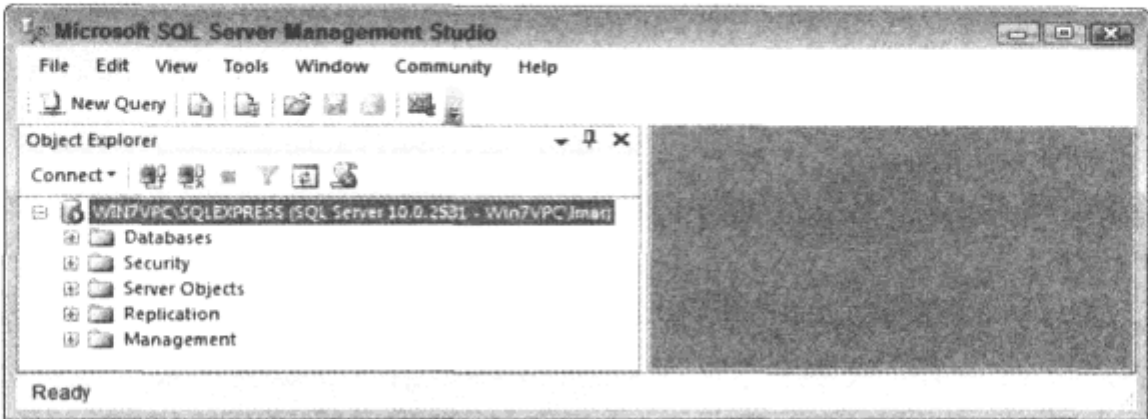 Microsoft SQL Server Management Studio
File Edit View Tools Window Community Help
New Query
Object Explorer
Connect
WIN7VPC\SQLEXPRESS (SQL Server 10.0.2531 - Win7VPC\lmar)
Databases
Security
Server Objects
Replication
Management
Ready